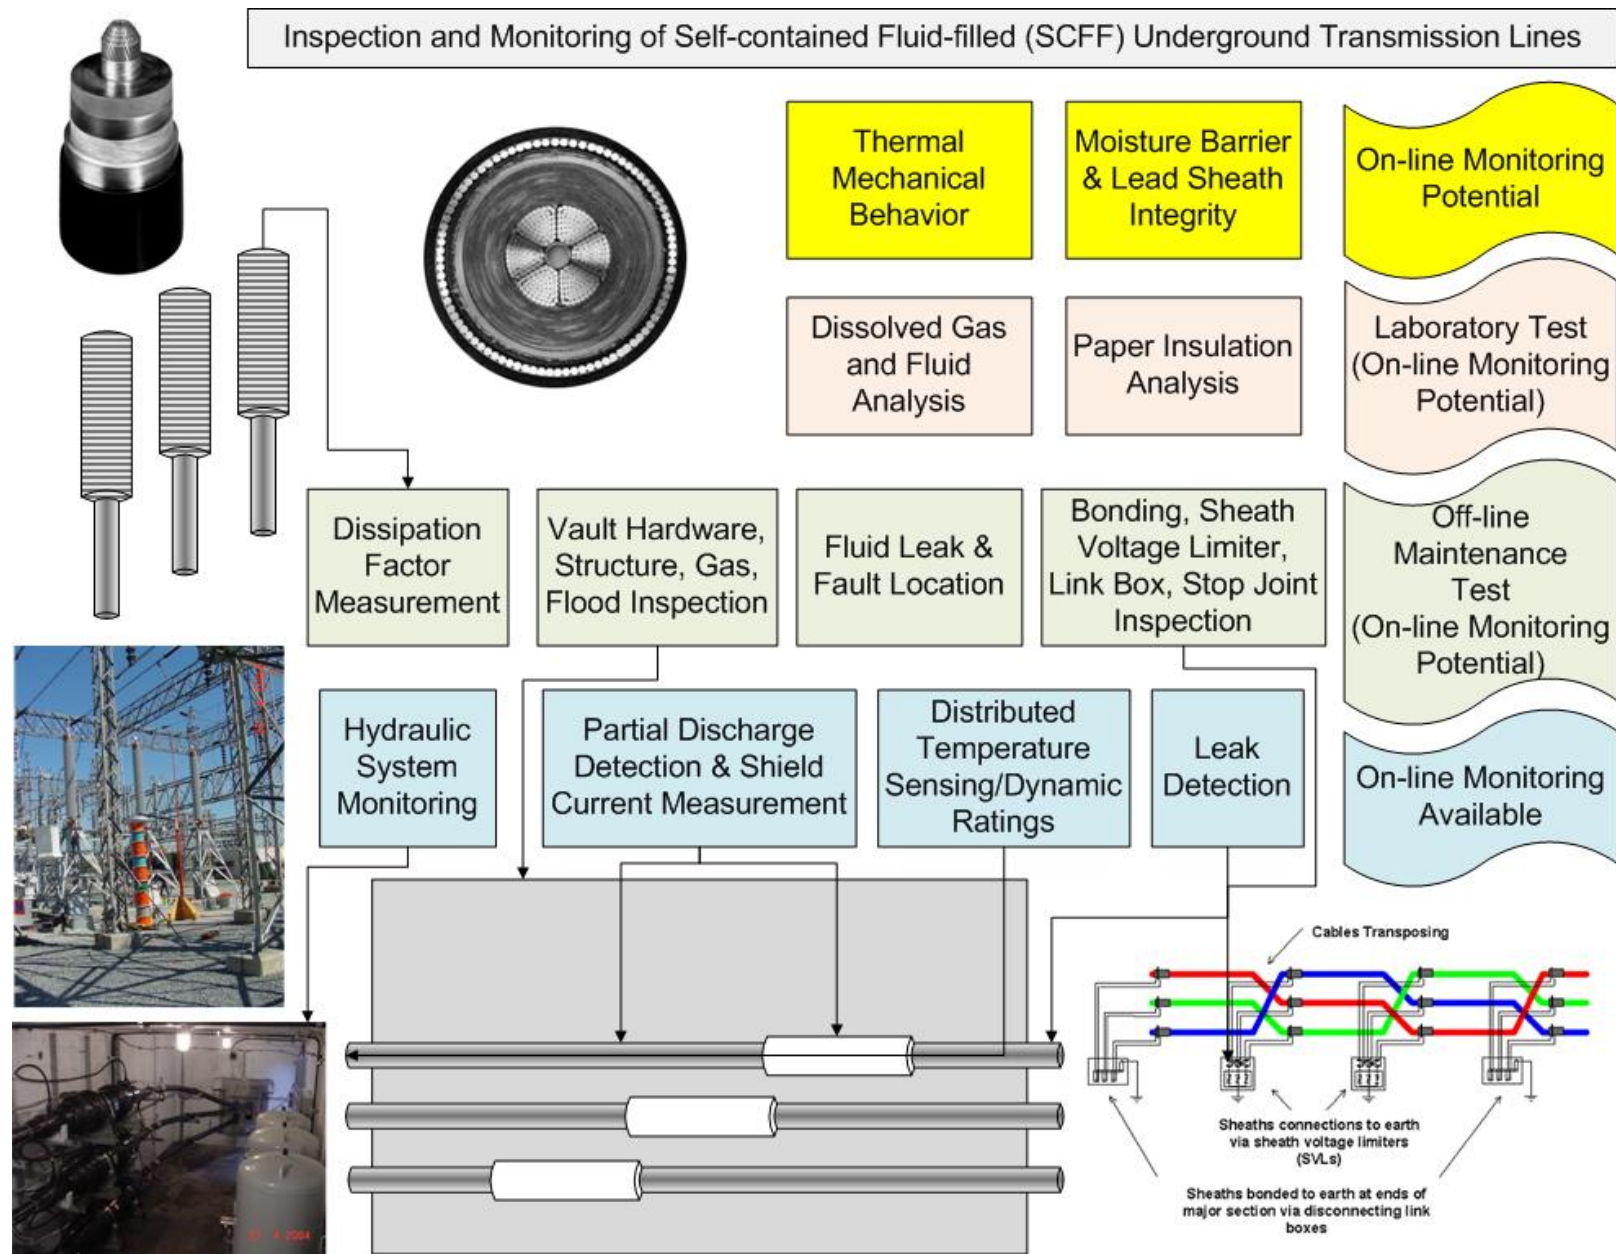 Inspection and Monitoring of Self-contained Fluid-filled (SCFF) Underground Transmission Lines
Thermal
Mechanical
Behavior
Moisture Barrier
& Lead Sheath
Integrity
On-line Monitoring
Potential
Dissolved Gas
and Fluid
Analysis
Paper Insulation
Analysis
Laboratory Test
(On-line Monitoring
Potential)
Dissipation
Factor
Measurement
Vault Hardware,
Structure, Gas,
Flood Inspection
Fluid Leak &
Fault Location
Bonding, Sheath
Voltage Limiter,
Link Box, Stop Joint
Inspection
Off-line
Maintenance
Test
(On-line Monitoring
Potential)
Hydraulic
System
Monitoring
Partial Discharge
Detection & Shield
Current Measurement
Distributed
Temperature
Sensing/Dynamic
Ratings
Leak
Detection
On-line Monitoring
Available
Cables Transposing
Sheaths connections to earth
via sheath voltage limiters
(SVLs)
Sheaths bonded to earth at ends of
major section via disconnecting link
boxes